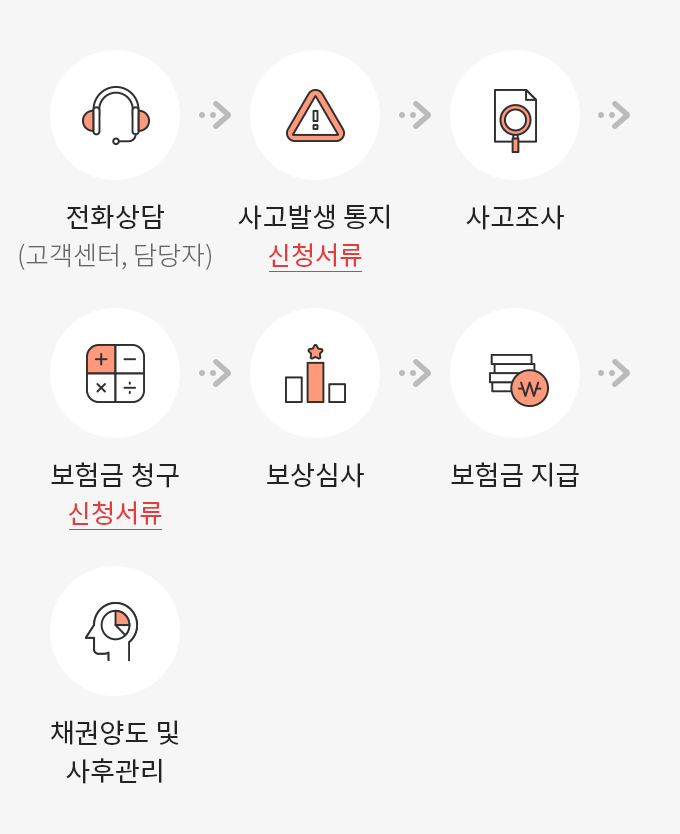 전화상담
(고객센터, 담당자)
사고발생 통지
신청서류
사고조사
보험금 청구
신청서류
보상심사
보험금 지급
채권양도 및
사후관리